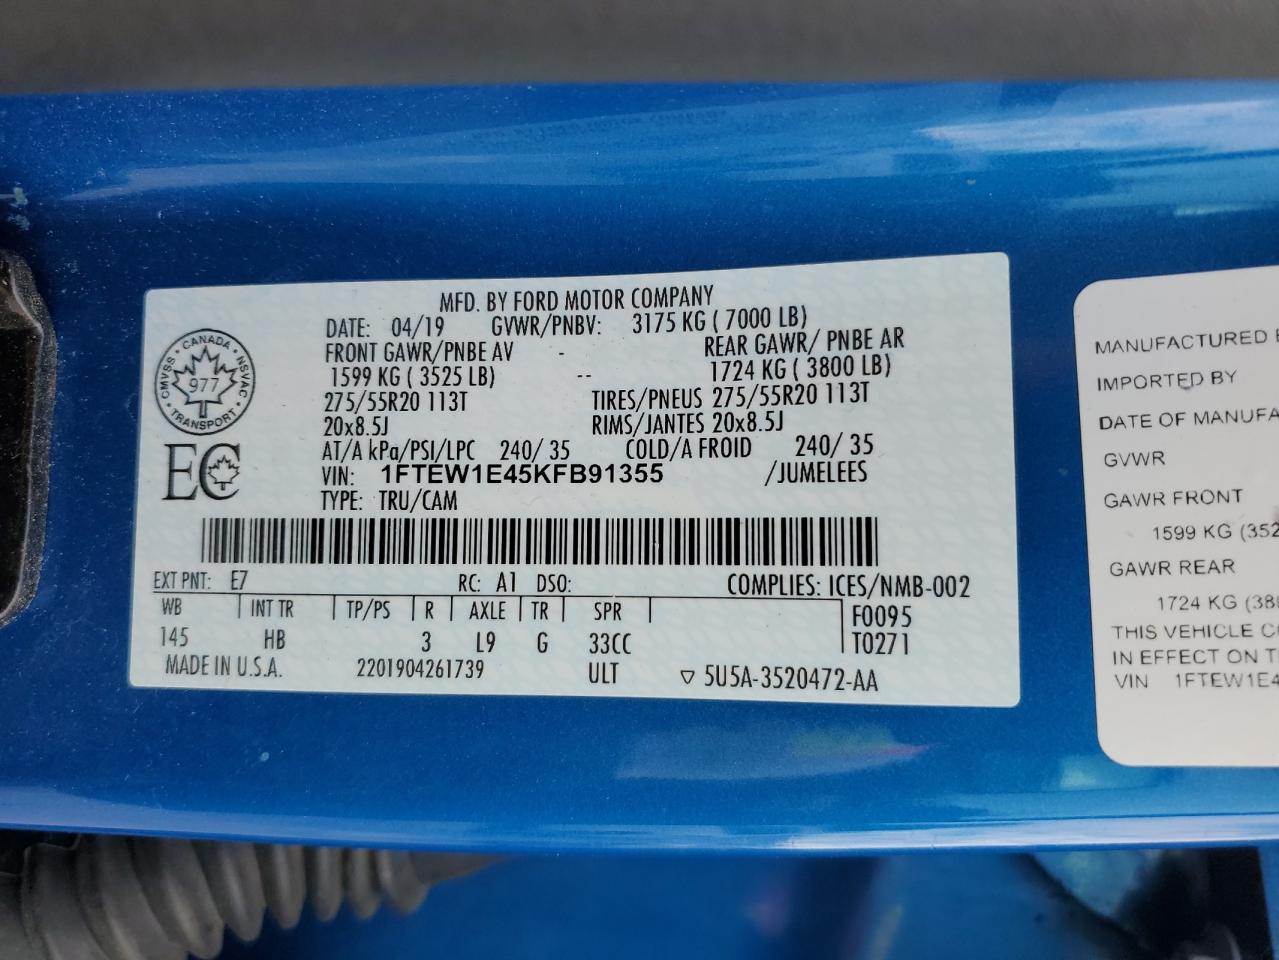 MFD. BY FORD MOTOR COMPANY
DATE: 04/19 GVWR/PNBV: 3175 KG ( 7000 LB)
FRONT GAWR/PNBE AV - REAR GAWR/ PNBE AR
1599 KG ( 3525 LB) -- 1724 KG ( 3800 LB)
275/55R20 113T TIRES/PNEUS 275/55R20 113T
20x8.5J RIMS/JANTES 20x8.5J
AT/A kPa/PSI/LPC 240/ 35 COLD/A FROID 240/ 35
VIN: 1FTEW1E45KFB91355 /JUMELEES
TYPE: TRU/CAM
CANADA
CMVSS
NSVAC
977
TRANSPORT
EC
EXT PNT: E7 RC: A1 DSO: COMPLIES: ICES/NMB-002
WB INT TR TP/PS R AXLE TR SPR F0095
145 HB 3 L9 G 33CC T0271
MADE IN U.S.A. 2201904261739 ULT ▽ 5U5A-3520472-AA
MANUFACTURED
IMPORTED BY
DATE OF MANUFA
GVWR
GAWR FRONT
1599 KG (352
GAWR REAR
1724 KG (38
THIS VEHICLE C
IN EFFECT ON T
VIN 1FTEW1E4